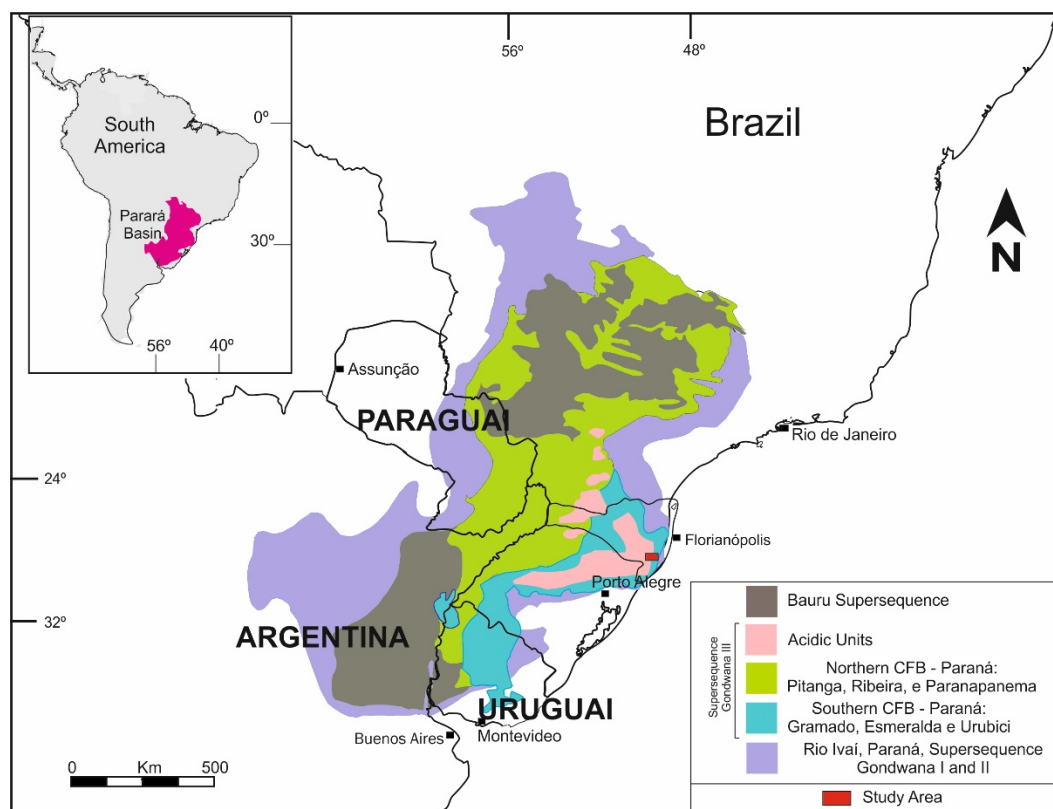 56º
48º
South
America
0º
Brazil
Parará
Basin
30º
N
56º
40º
Assunção
PARAGUAI
Rio de Janeiro
24º
Florianópolis
Porto Alegre
32º
ARGENTINA
URUGUAI
Buenos Aires
Montevideo
0
Km
500
Bauru Supersequence
Supersequence
Gondwana III
Acidic Units
Northern CFB - Paraná:
Pitanga, Ribeira, e Paranapanema
Southern CFB - Paraná:
Gramado, Esmeralda e Urubici
Rio Ivaí, Paraná, Supersequence
Gondwana I and II
Study Area